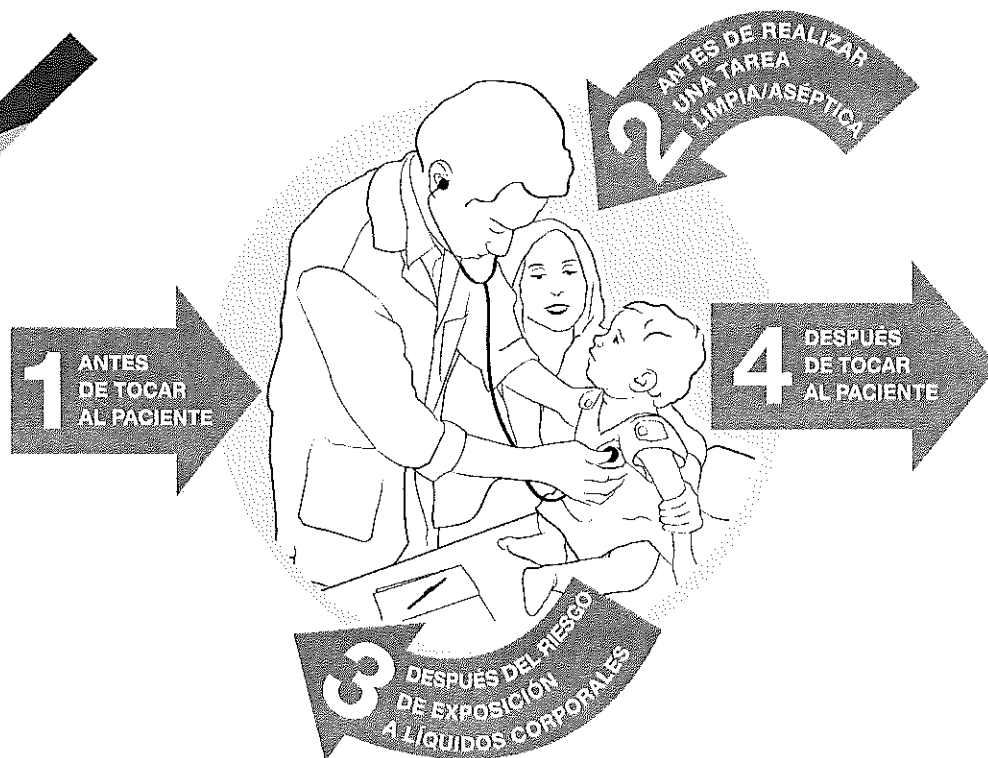 1 ANTES
DE TOCAR
AL PACIENTE
2 ANTES DE REALIZAR
UNA TAREA
LIMPIA/ASÉPTICA
3 DESPUÉS DEL RIESGO
DE EXPOSICIÓN
A LÍQUIDOS CORPORALES
4 DESPUÉS
DE TOCAR
AL PACIENTE